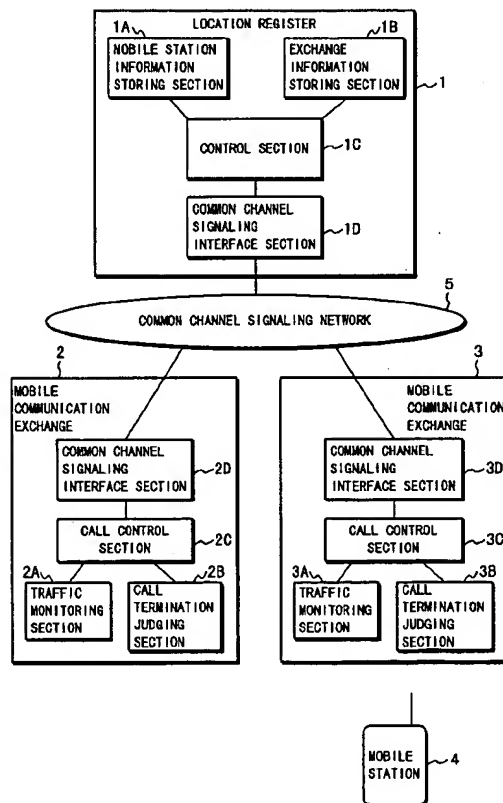 LOCATION REGISTER
1A
1B
MOBILE STATION
INFORMATION
STORING SECTION
EXCHANGE
INFORMATION
STORING SECTION
1
CONTROL SECTION
1C
COMMON CHANNEL
SIGNALING
INTERFACE SECTION
1D
5
COMMON CHANNEL SIGNALING NETWORK
2
MOBILE
COMMUNICATION
EXCHANGE
COMMON CHANNEL
SIGNALING
INTERFACE SECTION
2D
CALL CONTROL
SECTION
2C
2A
2B
TRAFFIC
MONITORING
SECTION
CALL
TERMINATION
JUDGING
SECTION
3
MOBILE
COMMUNICATION
EXCHANGE
COMMON CHANNEL
SIGNALING
INTERFACE SECTION
3D
CALL CONTROL
SECTION
3C
3A
3B
TRAFFIC
MONITORING
SECTION
CALL
TERMINATION
JUDGING
SECTION
MOBILE
STATION
4